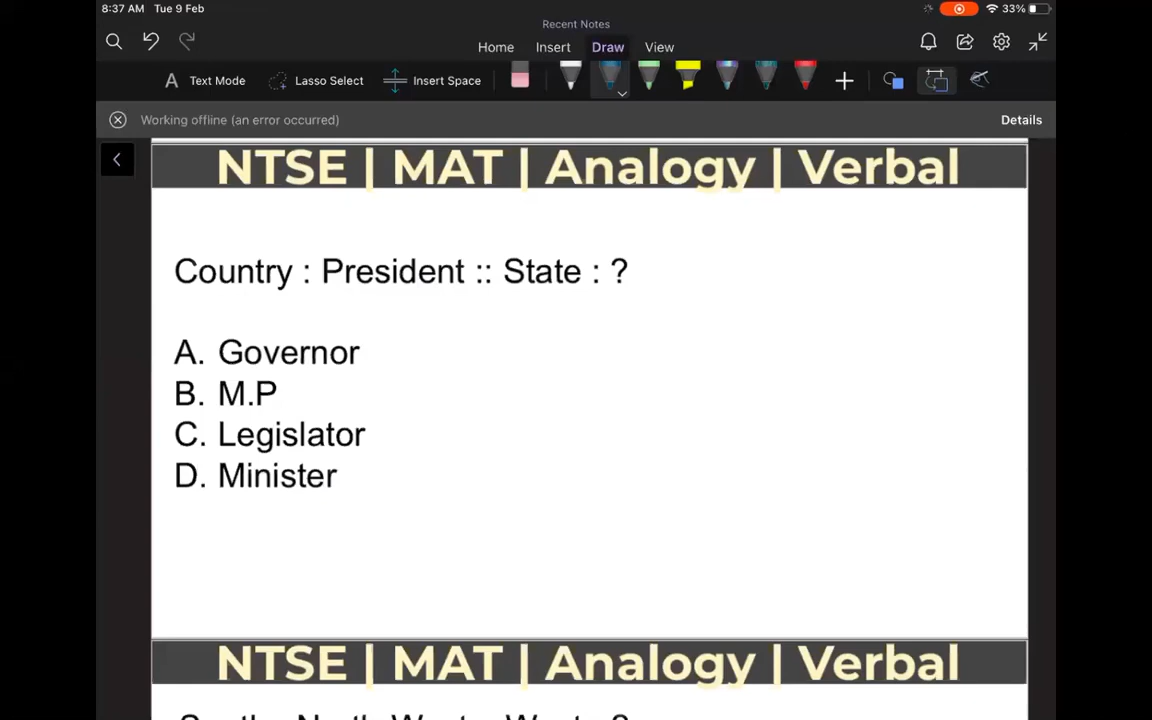 8:37 AM Tue 9 Feb
33%
Recent Notes
Home Insert Draw View
Text Mode Lasso Select Insert Space
Working offline (an error occurred)
Details
NTSE | MAT | Analogy | Verbal
Country : President :: State : ?
A. Governor
B. M.P
C. Legislator
D. Minister
NTSE | MAT | Analogy | Verbal